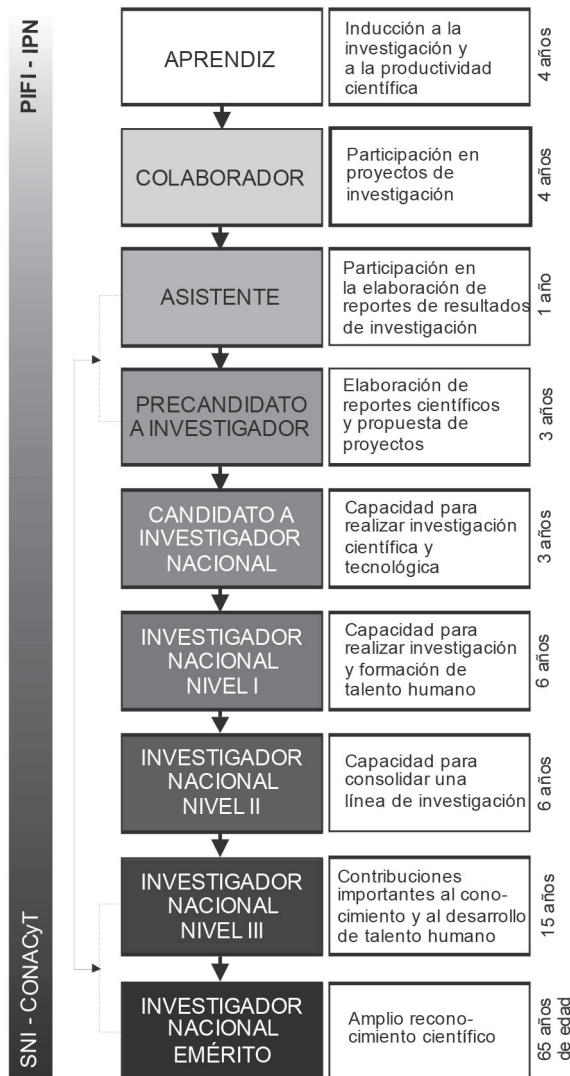 PIFI - IPN
APRENDIZ
Inducción a la
investigación y
a la productividad
científica
4 años
COLABORADOR
Participación en
proyectos de
investigación
4 años
ASISTENTE
Participación en
la elaboración de
reportes de resultados
de investigación
1 año
PRECANDIDATO
A INVESTIGADOR
Elaboración de
reportes científicos
y propuesta de
proyectos
3 años
CANDIDATO A
INVESTIGADOR
NACIONAL
Capacidad para
realizar investigación
científica y
tecnológica
3 años
INVESTIGADOR
NACIONAL
NIVEL I
Capacidad para
realizar investigación
y formación de
talento humano
6 años
INVESTIGADOR
NACIONAL
NIVEL II
Capacidad para
consolidar una
línea de investigación
6 años
INVESTIGADOR
NACIONAL
NIVEL III
Contribuciones
importantes al cono-
cimiento y al desarrollo
de talento humano
15 años
INVESTIGADOR
NACIONAL
EMÉRITO
Amplio recono-
cimiento científico
65 años
de edad
SNI - CONACyT